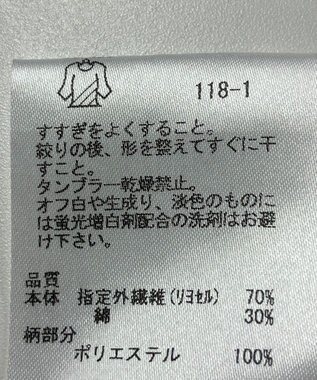 118-1
すすぎをよくすること。
絞りの後、形を整えてすぐに干
すこと。
タンブラー乾燥禁止。
オフ白や生成り、淡色のものに
は蛍光増白剤配合の洗剤はお避
け下さい。
品質
本体 指定外繊維(リヨセル) 70%
綿 30%
柄部分
ポリエステル 100%